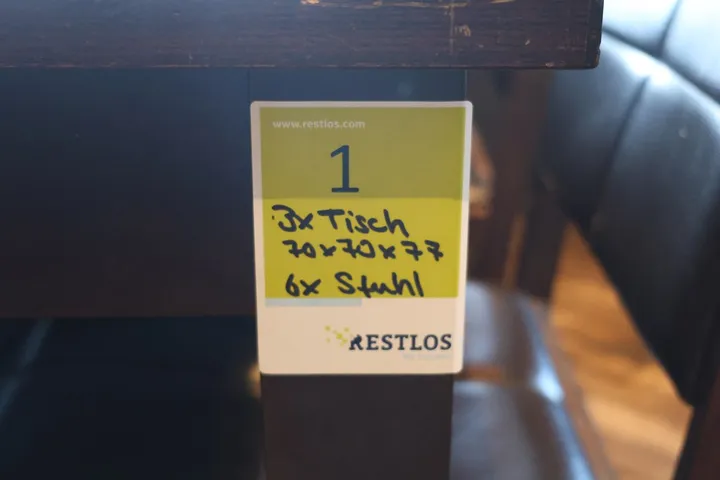 www.restlos.com
1
3x Tisch
70x70x77
6x Stuhl
RESTLOS